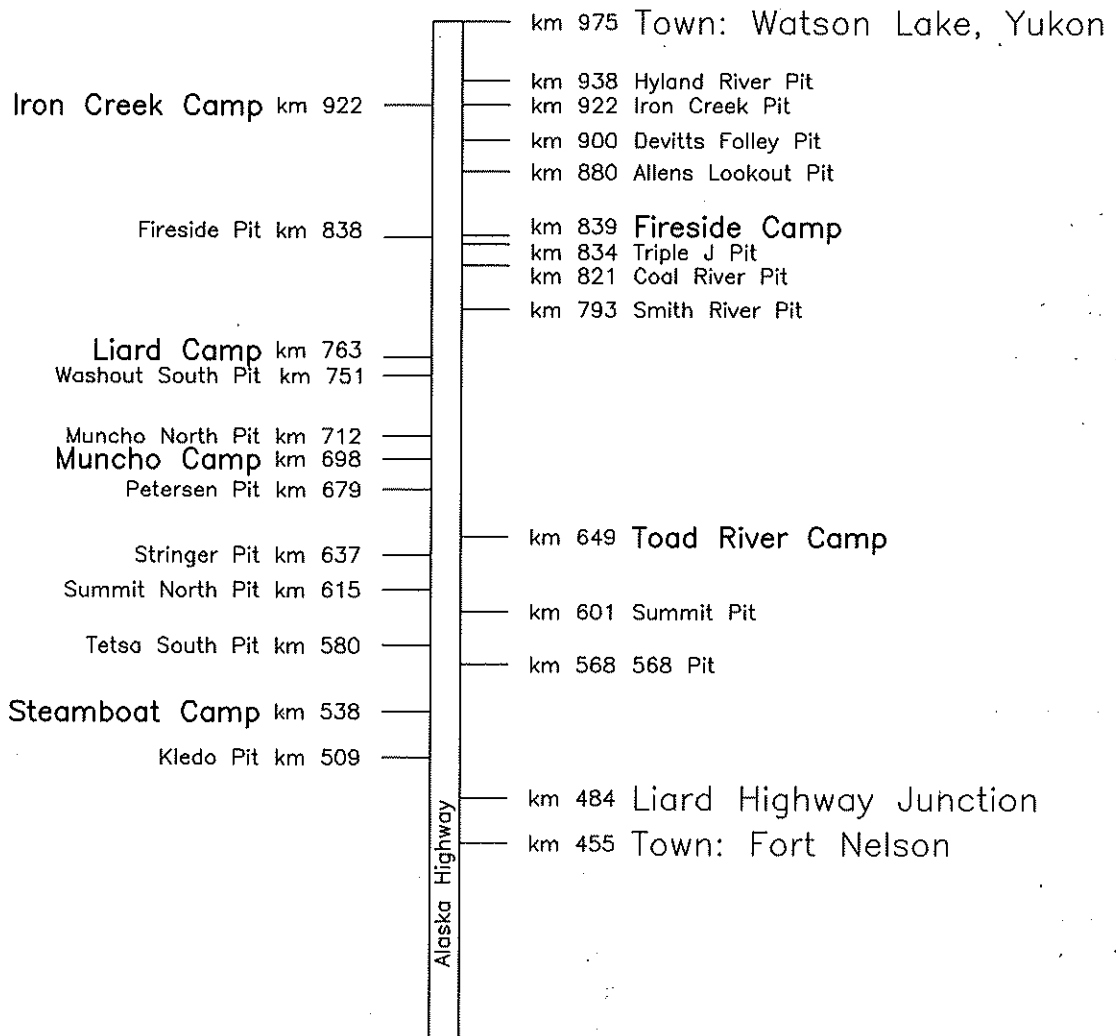 km 975 Town: Watson Lake, Yukon
km 938 Hyland River Pit
Iron Creek Camp km 922
km 922 Iron Creek Pit
km 900 Devitts Folley Pit
km 880 Allens Lookout Pit
Fireside Pit km 838
km 839 Fireside Camp
km 834 Triple J Pit
km 821 Coal River Pit
km 793 Smith River Pit
Liard Camp km 763
Washout South Pit km 751
Muncho North Pit km 712
Muncho Camp km 698
Petersen Pit km 679
km 649 Toad River Camp
Stringer Pit km 637
Summit North Pit km 615
km 601 Summit Pit
Tetsa South Pit km 580
km 568 568 Pit
Steamboat Camp km 538
Kledo Pit km 509
km 484 Liard Highway Junction
km 455 Town: Fort Nelson
Alaska Highway